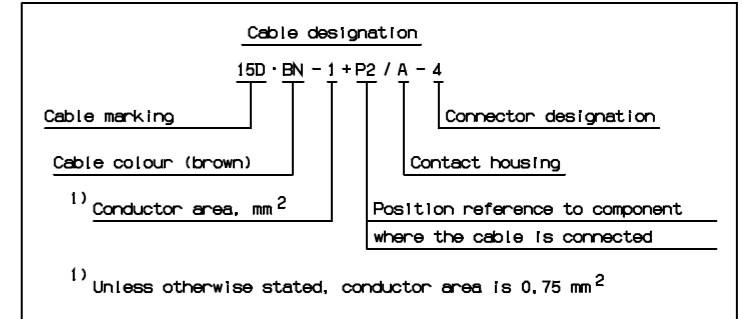 Cable designation
15D · BN - 1 + P2 / A - 4
Cable marking
Connector designation
Cable colour (brown)
Contact housing
1) Conductor area, mm 2
Position reference to component
where the cable is connected
1) Unless otherwise stated, conductor area is 0,75 mm 2